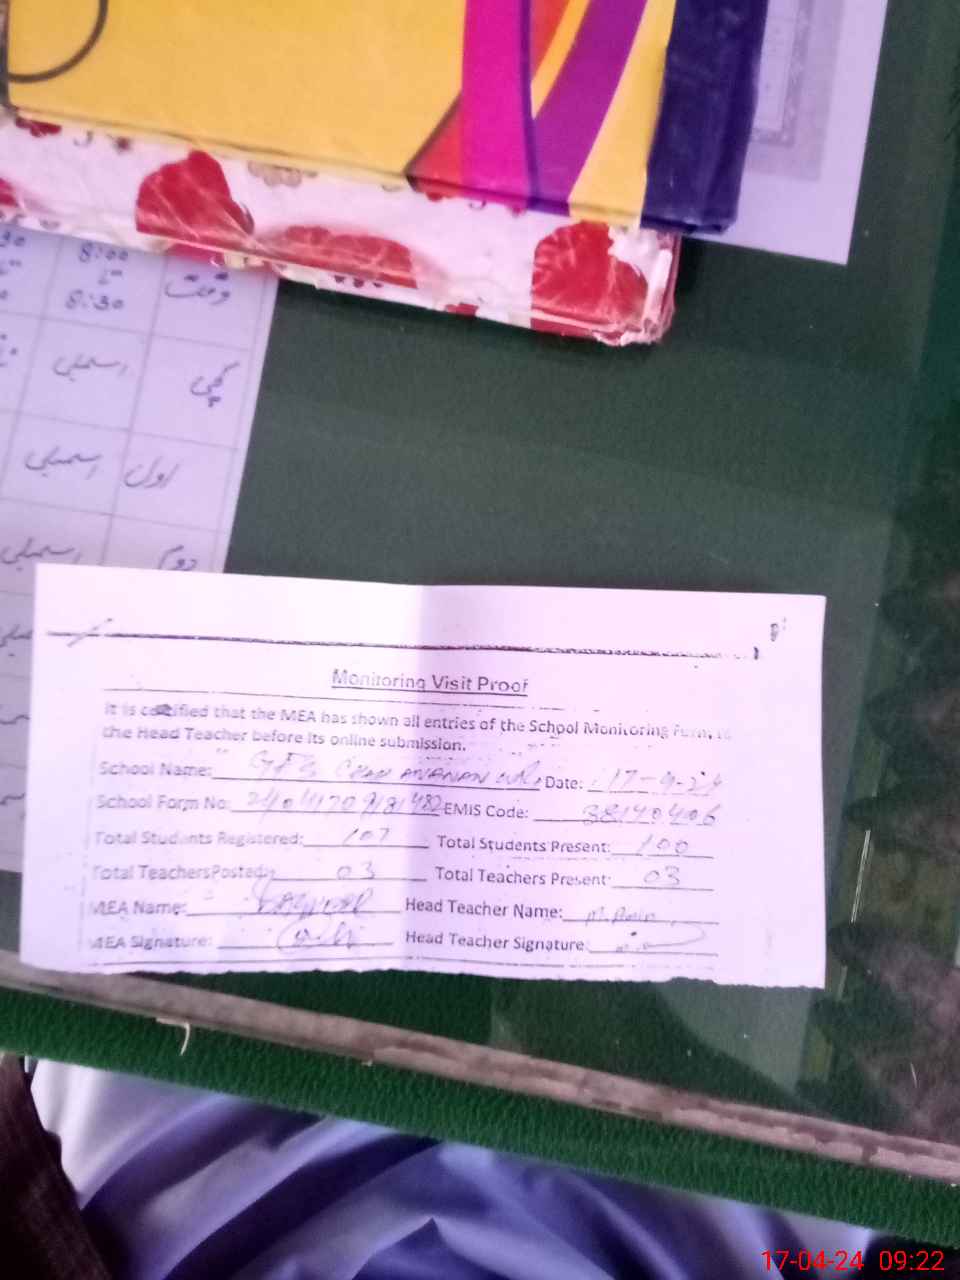 8:00
تا
8:30
وقت
اسمبلی
کچی
اسمبلی
اول
اسمبلی
دوم
Monitoring Visit Proof
It is certified that the MEA has shown all entries of the School Monitoring Form, to
the Head Teacher before its online submission.
School Name: Date: 17-4-24
School Form No: EMIS Code: 38140406
Total Students Registered: 107 Total Students Present: 100
Total Teachers Posted: 03 Total Teachers Present: 03
MEA Name: Head Teacher Name: M. Amin
MEA Signature: Head Teacher Signature:
17-04-24 09:22